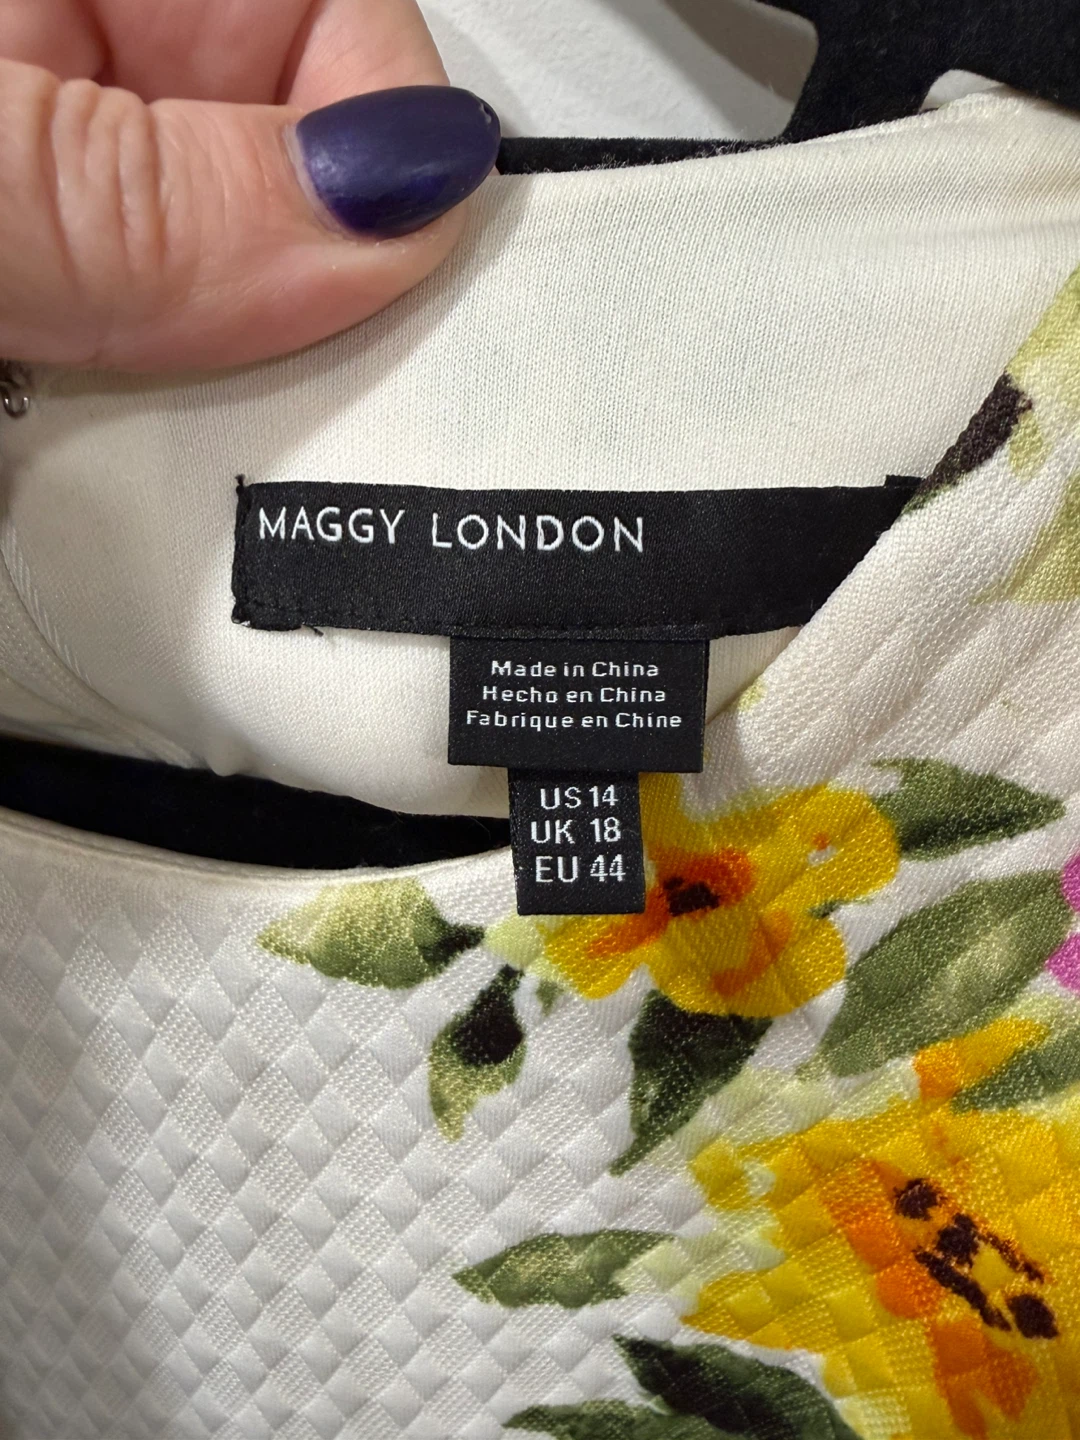 MAGGY LONDON
Made in China
Hecho en China
Fabrique en Chine
US 14
UK 18
EU 44